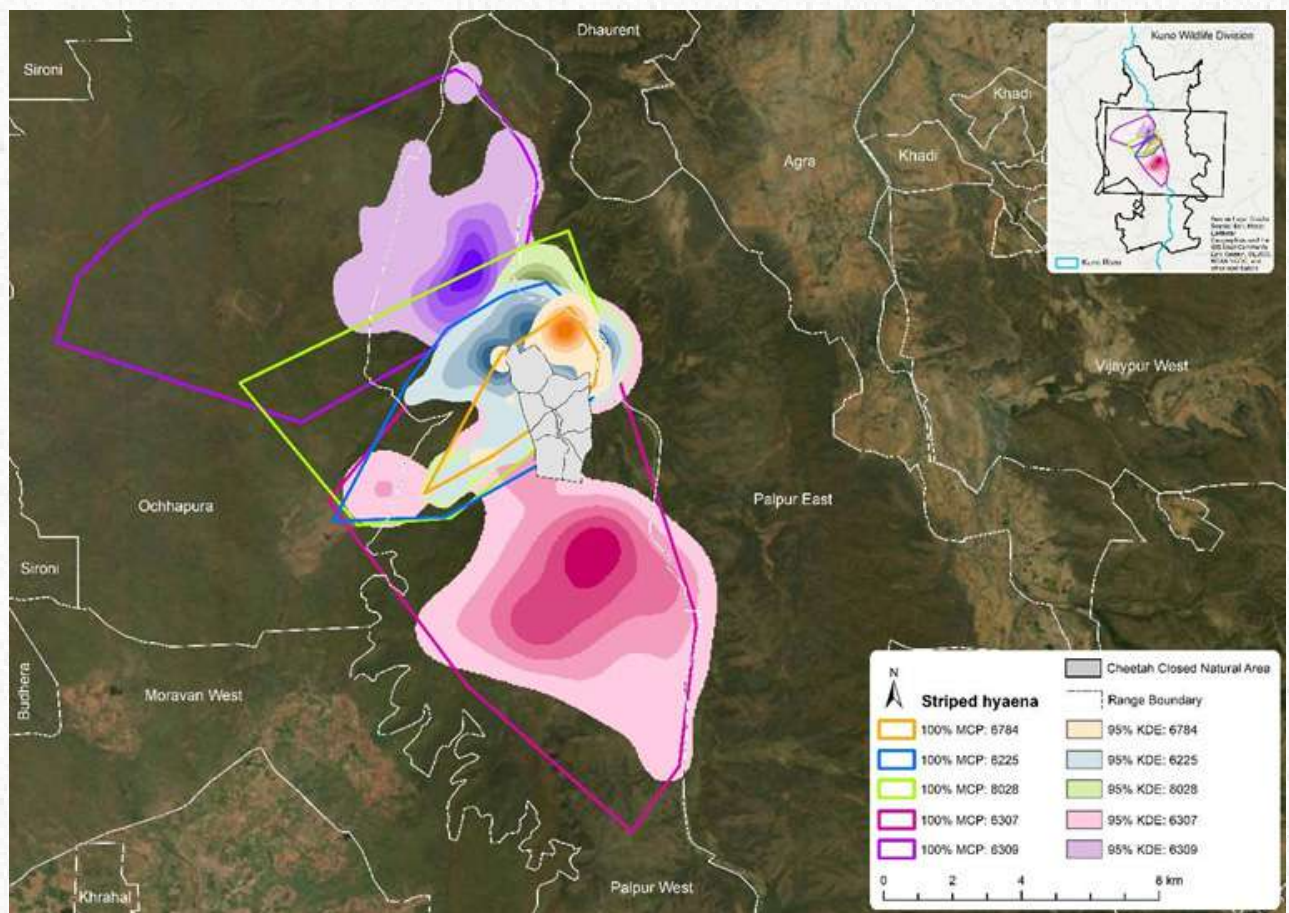 Dhaurent
Sironi
Kuno Wildlife Division
Khadi
Agra
Khadi
Kuno River
Vijaypur West
Ochhapura
Palpur East
Sironi
Budhera
Moravan West
Khrahal
Palpur West
N
Striped hyaena
100% MCP: 6784
100% MCP: 6225
100% MCP: 8028
100% MCP: 6307
100% MCP: 6309
Cheetah Closed Natural Area
Range Boundary
95% KDE: 6784
95% KDE: 6225
95% KDE: 8028
95% KDE: 6307
95% KDE: 6309
0 2 4 8 km